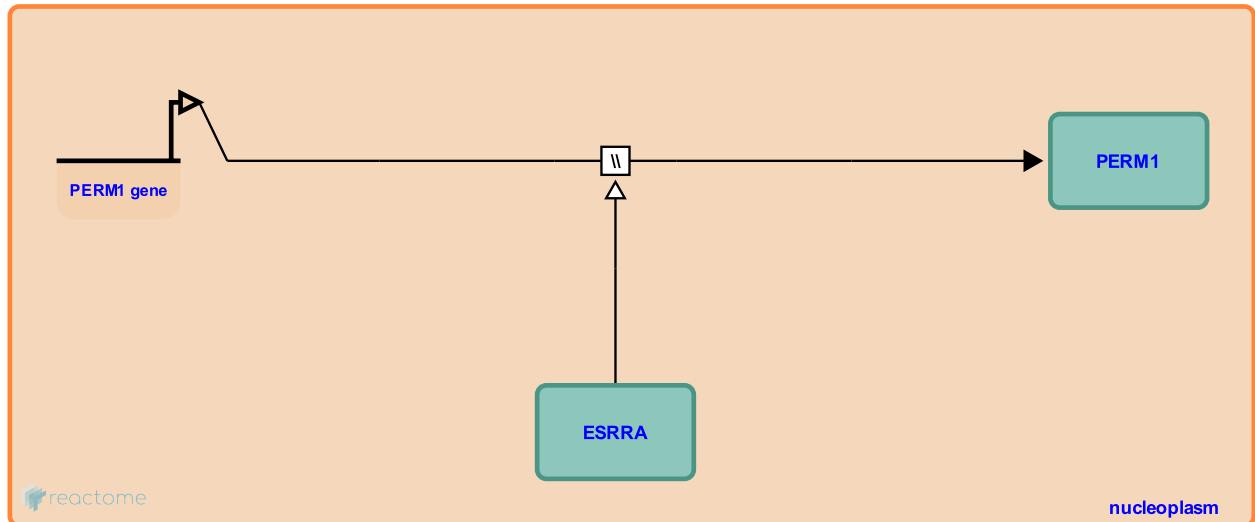 \\
PERM1
PERM1 gene
ESRRA
reactome
nucleoplasm